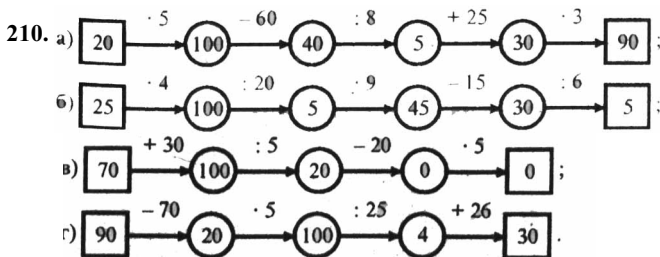 · 5 – 60 : 8 + 25 · 3
210. а) 20 100 40 5 30 90 ;
· 4 : 20 · 9 – 15 : 6
б) 25 100 5 45 30 5 ;
+ 30 : 5 – 20 · 5
в) 70 100 20 0 0 ;
– 70 · 5 : 25 + 26
г) 90 20 100 4 30 .